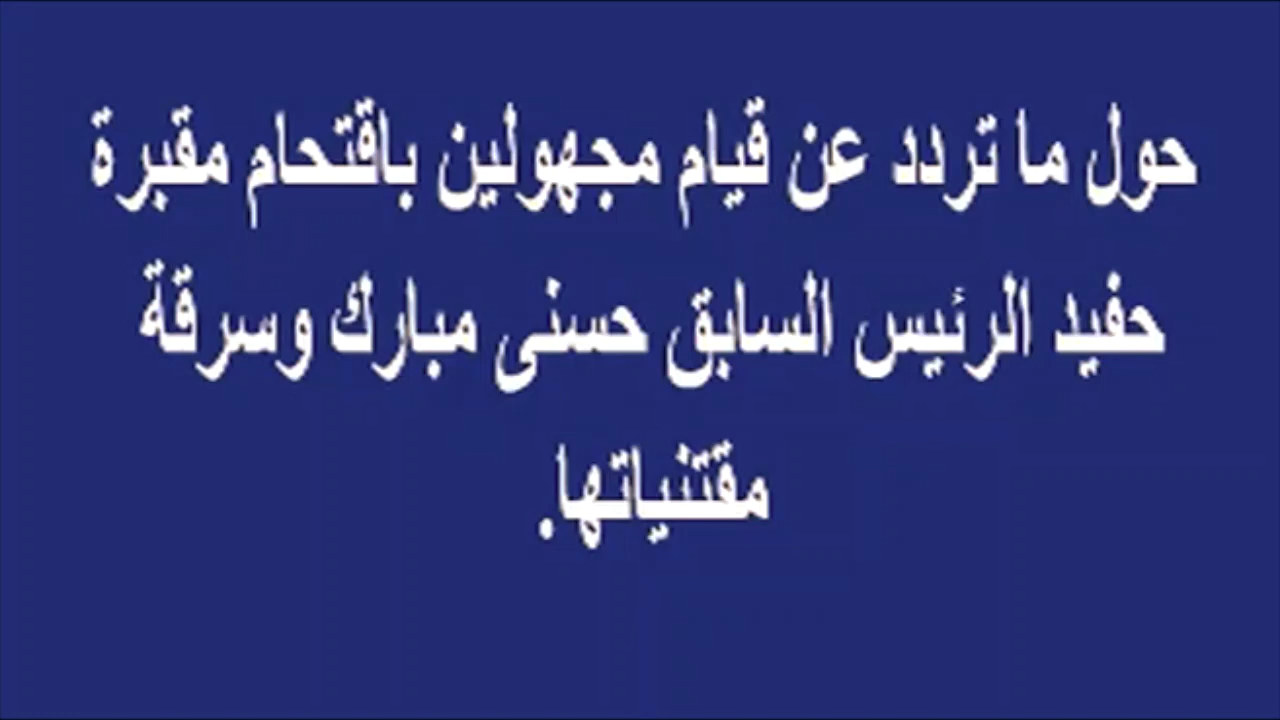 حول ما تردد عن قيام مجهولين باقتحام مقبرة
حفيد الرئيس السابق حسنى مبارك وسرقة
مقتنياتها.